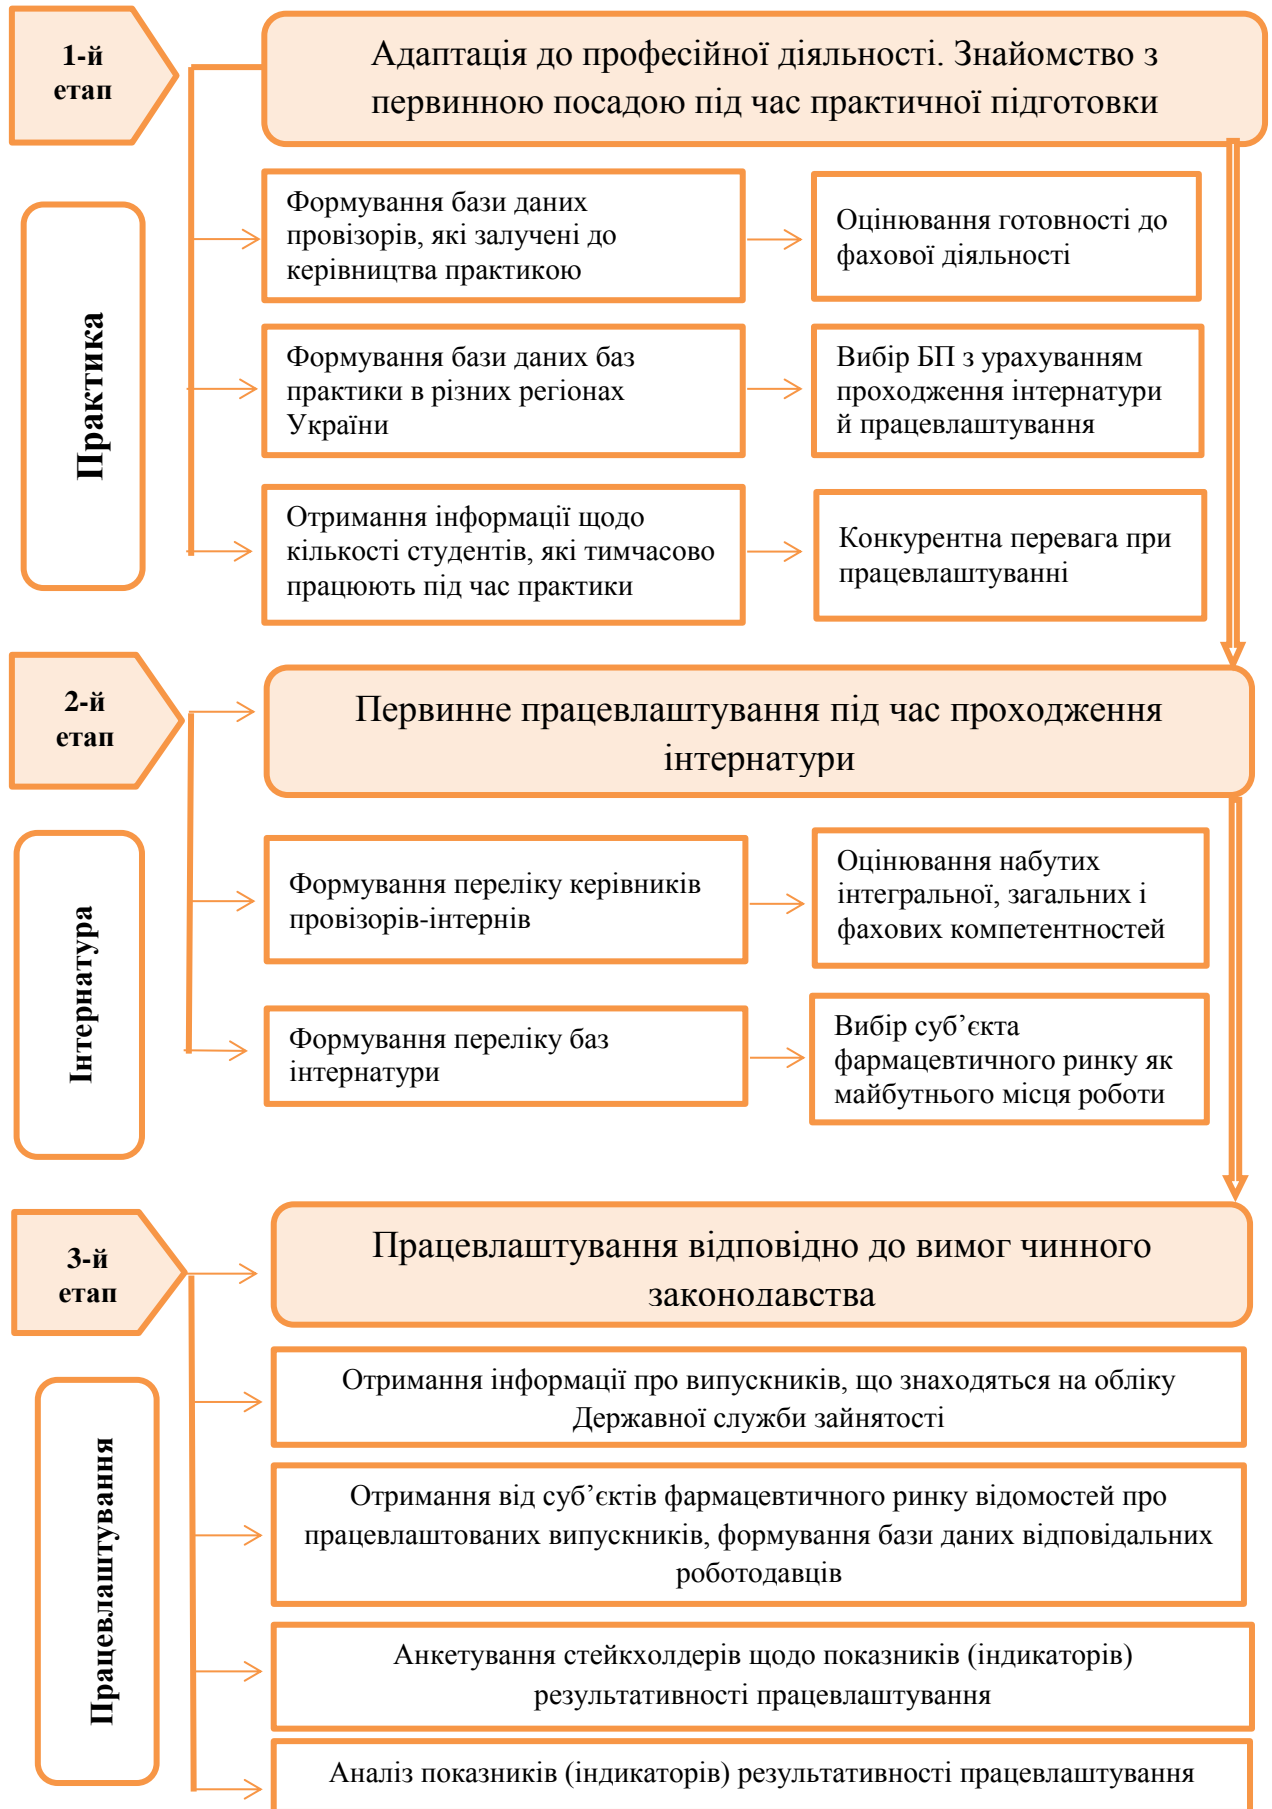 1-й
етап
Адаптація до професійної діяльності. Знайомство з
первинною посадою під час практичної підготовки
Практика
Формування бази даних
провізорів, які залучені до
керівництва практикою
Оцінювання готовності до
фахової діяльності
Формування бази даних баз
практики в різних регіонах
України
Вибір БП з урахуванням
проходження інтернатури
й працевлаштування
Отримання інформації щодо
кількості студентів, які тимчасово
працюють під час практики
Конкурентна перевага при
працевлаштуванні
2-й
етап
Первинне працевлаштування під час проходження
інтернатури
Інтернатура
Формування переліку керівників
провізорів-інтернів
Оцінювання набутих
інтегральної, загальних і
фахових компетентностей
Формування переліку баз
інтернатури
Вибір суб’єкта
фармацевтичного ринку як
майбутнього місця роботи
3-й
етап
Працевлаштування відповідно до вимог чинного
законодавства
Працевлаштування
Отримання інформації про випускників, що знаходяться на обліку
Державної служби зайнятості
Отримання від суб’єктів фармацевтичного ринку відомостей про
працевлаштованих випускників, формування бази даних відповідальних
роботодавців
Анкетування стейкхолдерів щодо показників (індикаторів)
результативності працевлаштування
Аналіз показників (індикаторів) результативності працевлаштування